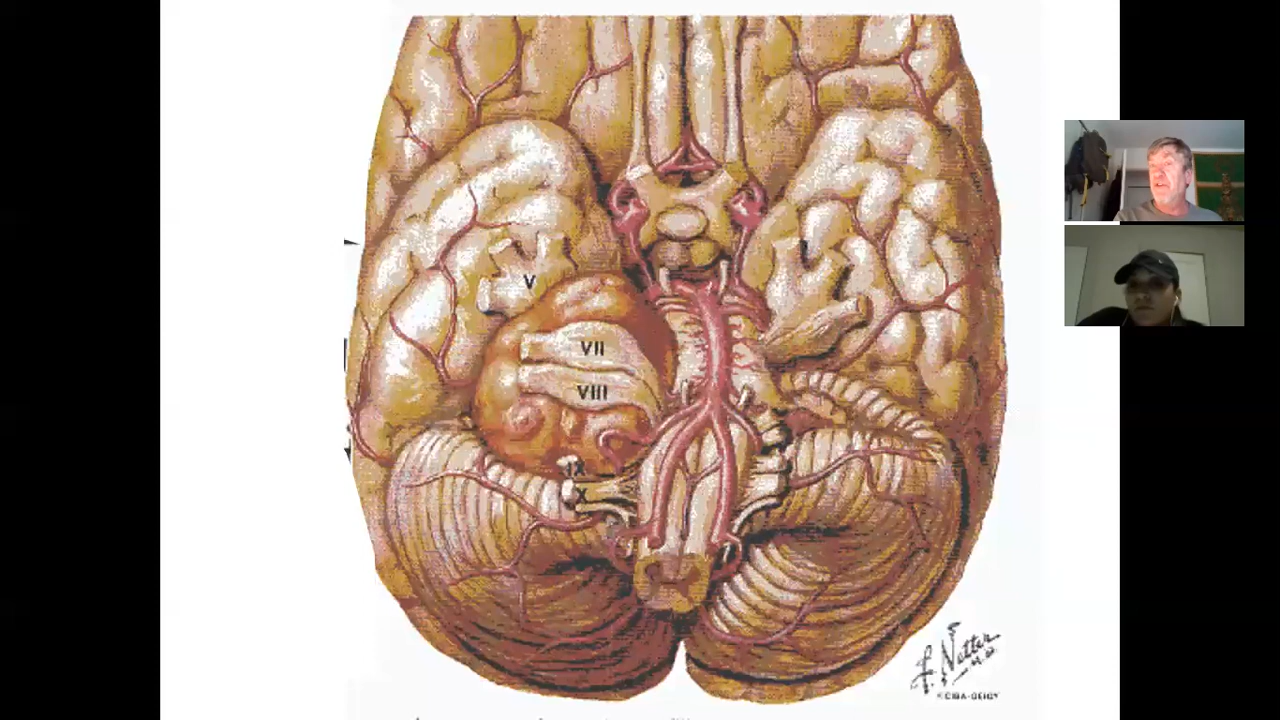 V
VII
VIII
IX
X
F. Netter
M.D.
© CIBA-GEIGY